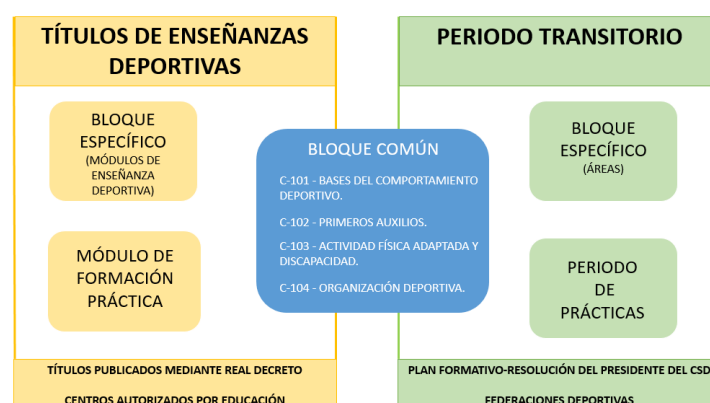 TÍTULOS DE ENSEÑANZAS
DEPORTIVAS
PERIODO TRANSITORIO
BLOQUE
ESPECÍFICO
(MÓDULOS DE
ENSEÑANZA
DEPORTIVA)
MÓDULO DE
FORMACIÓN
PRÁCTICA
BLOQUE COMÚN
C-101 - BASES DEL COMPORTAMIENTO
DEPORTIVO.
C-102 - PRIMEROS AUXILIOS.
C-103 - ACTIVIDAD FÍSICA ADAPTADA Y
DISCAPACIDAD.
C-104 - ORGANIZACIÓN DEPORTIVA.
BLOQUE
ESPECÍFICO
(ÁREAS)
PERIODO
DE
PRÁCTICAS
TÍTULOS PUBLICADOS MEDIANTE REAL DECRETO
CENTROS AUTORIZADOS POR EDUCACIÓN
PLAN FORMATIVO-RESOLUCIÓN DEL PRESIDENTE DEL CSD
FEDERACIONES DEPORTIVAS